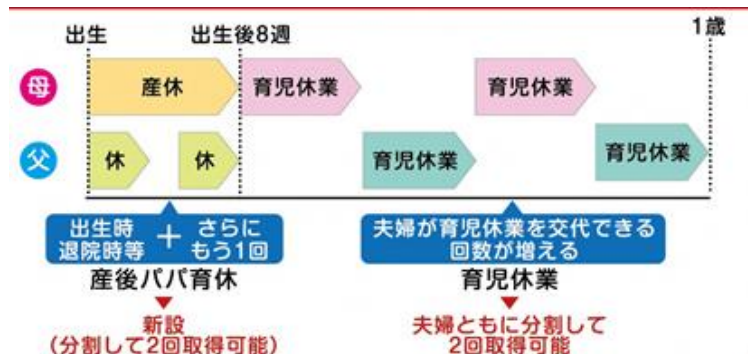 出生
出生後8週
1歳
母
産休
育児休業
育児休業
父
休
休
育児休業
育児休業
出生時
退院時等
+
さらに
もう1回
夫婦が育児休業を交代できる
回数が増える
産後パパ育休
育児休業
新設
(分割して2回取得可能)
夫婦ともに分割して
2回取得可能